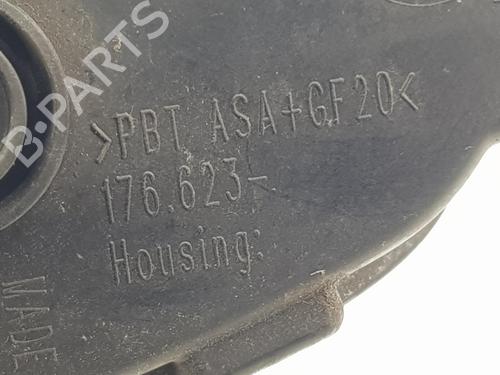 >PBT ASA+GF20<
176.623-
Housing:
MADE
B-PARTS